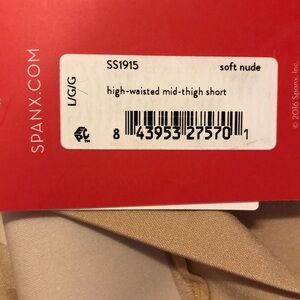 SPANX.COM
L/G/G
SS1915
soft nude
high-waisted mid-thigh short
8 43953 27570 1
© 2016 Spanx, Inc.